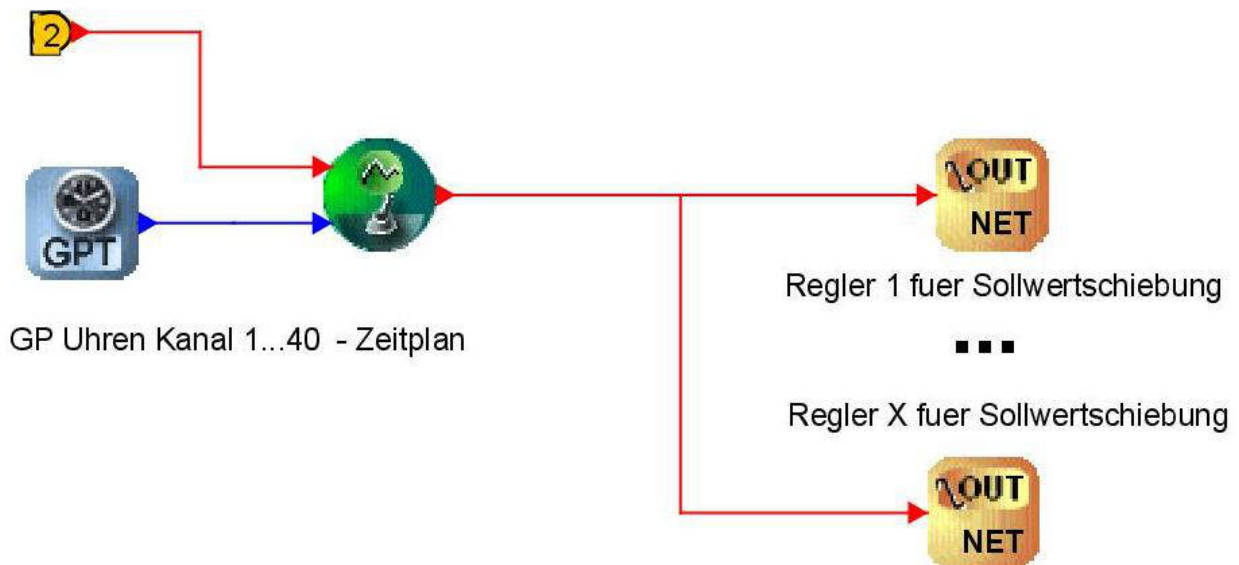 2
OUT
NET
GPT
Regler 1 fuer Sollwertschiebung
GP Uhren Kanal 1...40 - Zeitplan
...
Regler X fuer Sollwertschiebung
OUT
NET